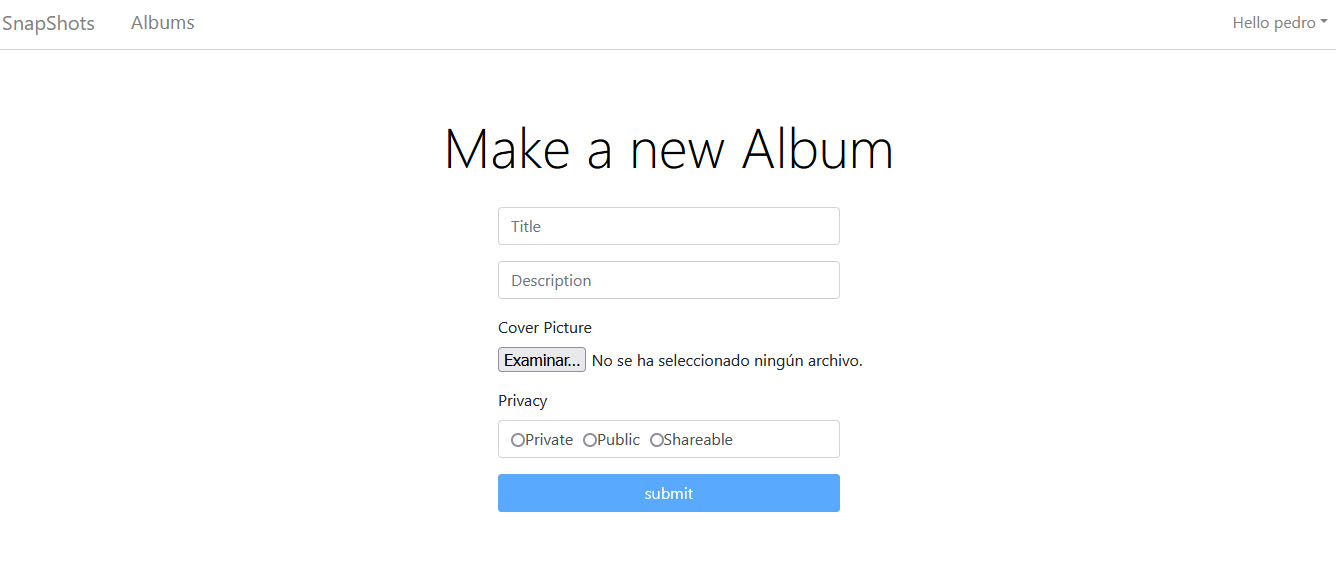 SnapShots Albums Hello pedro
Make a new Album
Title
Description
Cover Picture
Examinar... No se ha seleccionado ningún archivo.
Privacy
Private Public Shareable
submit